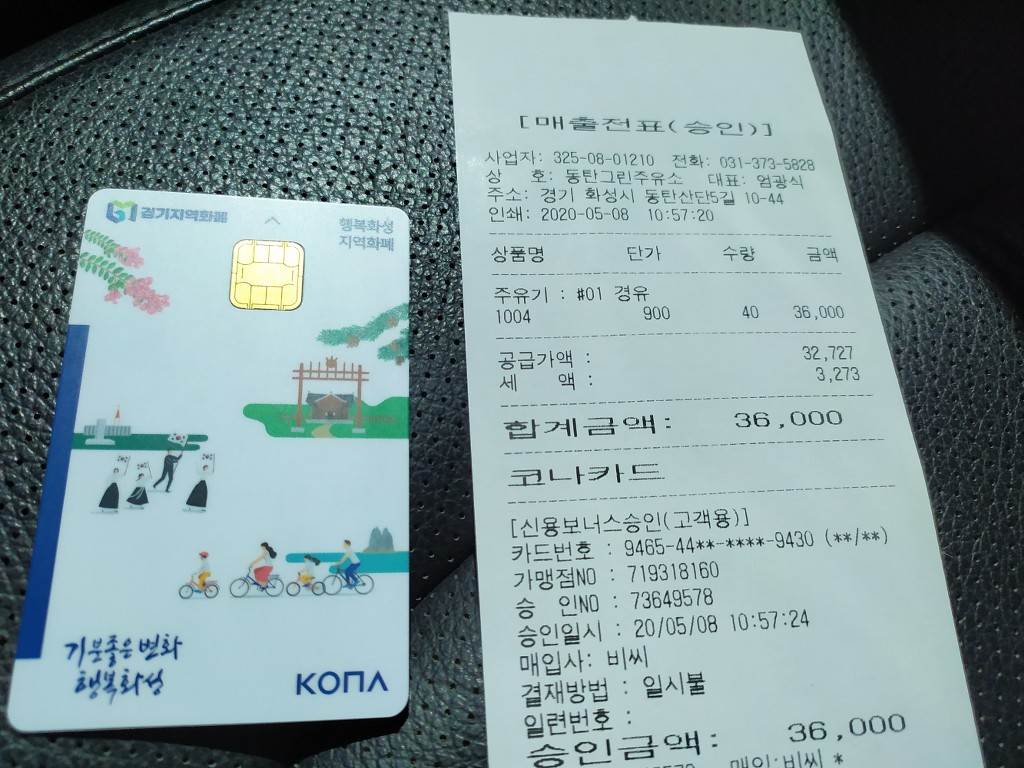 경기지역화폐
행복화성
지역화폐
기분좋은변화
행복화성
KONA
[매출전표(승인)]
사업자: 325-08-01210 전화: 031-373-5828
상 호: 동탄그린주유소 대표: 엄광식
주소: 경기 화성시 동탄산단5길 10-44
인쇄: 2020-05-08 10:57:20
상품명 단가 수량 금액
주유기 : #01 경유
1004 900 40 36,000
공급가액 : 32,727
세 액 : 3,273
합계금액: 36,000
코나카드
[신용보너스승인(고객용)]
카드번호 : 9465-44**-****-9430 (**/**)
가맹점NO : 719318160
승 인NO : 73649578
승인일시 : 20/05/08 10:57:24
매입사: 비씨
결재방법 : 일시불
일련번호 :
승인금액: 36,000
매입:비씨 *